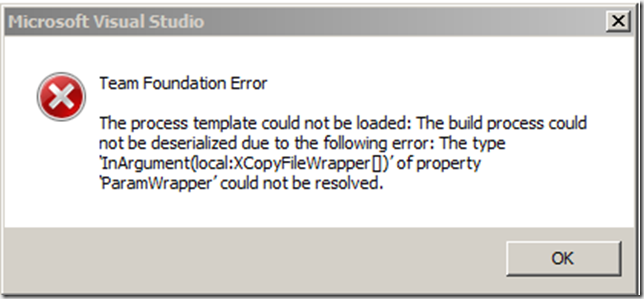 Microsoft Visual Studio
Team Foundation Error
The process template could not be loaded: The build process could
not be deserialized due to the following error: The type
'InArgument(local:XCopyFileWrapper[])' of property
'ParamWrapper' could not be resolved.
OK